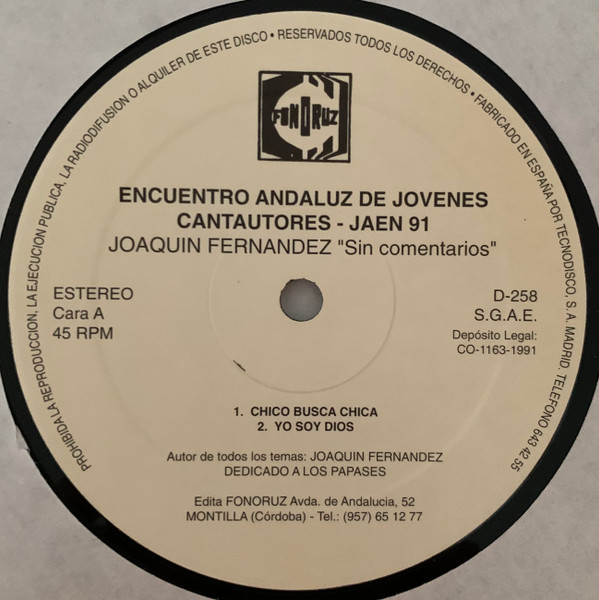 PROHIBIDA LA REPRODUCCION, LA EJECUCION PUBLICA, LA RADIODIFUSION O ALQUILER DE ESTE DISCO • RESERVADOS TODOS LOS DERECHOS • FABRICADO EN ESPAÑA POR TECNODISCO, S. A. MADRID. TELEFONO 643 42 55
FONORUZ
ENCUENTRO ANDALUZ DE JOVENES
CANTAUTORES - JAEN 91
JOAQUIN FERNANDEZ "Sin comentarios"
ESTEREO
Cara A
45 RPM
D-258
S.G.A.E.
Depósito Legal:
CO-1163-1991
1. CHICO BUSCA CHICA
2. YO SOY DIOS
Autor de todos los temas: JOAQUIN FERNANDEZ
DEDICADO A LOS PAPASES
Edita FONORUZ Avda. de Andalucia, 52
MONTILLA (Córdoba) - Tel.: (957) 65 12 77